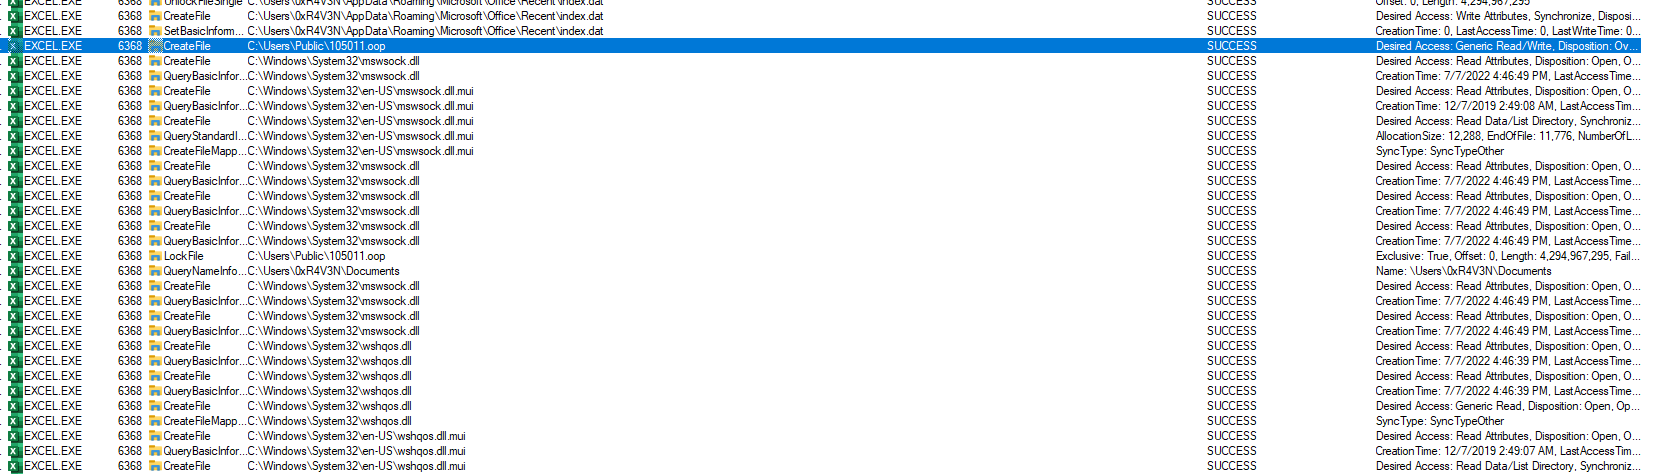 EXCEL.EXE 6368 UnlockFileSingle C:\Users\0xR4V3N\AppData\Roaming\Microsoft\Office\Recent\index.dat SUCCESS Offset: 0, Length: 4,294,967,295
EXCEL.EXE 6368 CreateFile C:\Users\0xR4V3N\AppData\Roaming\Microsoft\Office\Recent\index.dat SUCCESS Desired Access: Write Attributes, Synchronize, Disposi...
EXCEL.EXE 6368 SetBasicInform... C:\Users\0xR4V3N\AppData\Roaming\Microsoft\Office\Recent\index.dat SUCCESS CreationTime: 0, LastAccessTime: 0, LastWriteTime: 0...
EXCEL.EXE 6368 CreateFile C:\Users\Public\105011.oop SUCCESS Desired Access: Generic Read/Write, Disposition: Ov...
EXCEL.EXE 6368 CreateFile C:\Windows\System32\mswsock.dll SUCCESS Desired Access: Read Attributes, Disposition: Open, O...
EXCEL.EXE 6368 QueryBasicInfor... C:\Windows\System32\mswsock.dll SUCCESS CreationTime: 7/7/2022 4:46:49 PM, LastAccessTime...
EXCEL.EXE 6368 CreateFile C:\Windows\System32\en-US\mswsock.dll.mui SUCCESS Desired Access: Read Attributes, Disposition: Open, O...
EXCEL.EXE 6368 QueryBasicInfor... C:\Windows\System32\en-US\mswsock.dll.mui SUCCESS CreationTime: 12/7/2019 2:49:08 AM, LastAccessTim...
EXCEL.EXE 6368 CreateFile C:\Windows\System32\en-US\mswsock.dll.mui SUCCESS Desired Access: Read Data/List Directory, Synchroniz...
EXCEL.EXE 6368 QueryStandardI... C:\Windows\System32\en-US\mswsock.dll.mui SUCCESS AllocationSize: 12,288, EndOfFile: 11,776, NumberOfL...
EXCEL.EXE 6368 CreateFileMapp... C:\Windows\System32\en-US\mswsock.dll.mui SUCCESS SyncType: SyncTypeOther
EXCEL.EXE 6368 CreateFile C:\Windows\System32\mswsock.dll SUCCESS Desired Access: Read Attributes, Disposition: Open, O...
EXCEL.EXE 6368 QueryBasicInfor... C:\Windows\System32\mswsock.dll SUCCESS CreationTime: 7/7/2022 4:46:49 PM, LastAccessTime...
EXCEL.EXE 6368 CreateFile C:\Windows\System32\mswsock.dll SUCCESS Desired Access: Read Attributes, Disposition: Open, O...
EXCEL.EXE 6368 QueryBasicInfor... C:\Windows\System32\mswsock.dll SUCCESS CreationTime: 7/7/2022 4:46:49 PM, LastAccessTime...
EXCEL.EXE 6368 CreateFile C:\Windows\System32\mswsock.dll SUCCESS Desired Access: Read Attributes, Disposition: Open, O...
EXCEL.EXE 6368 QueryBasicInfor... C:\Windows\System32\mswsock.dll SUCCESS CreationTime: 7/7/2022 4:46:49 PM, LastAccessTime...
EXCEL.EXE 6368 LockFile C:\Users\Public\105011.oop SUCCESS Exclusive: True, Offset: 0, Length: 4,294,967,295, Fail...
EXCEL.EXE 6368 QueryNameInfo... C:\Users\0xR4V3N\Documents SUCCESS Name: \Users\0xR4V3N\Documents
EXCEL.EXE 6368 CreateFile C:\Windows\System32\mswsock.dll SUCCESS Desired Access: Read Attributes, Disposition: Open, O...
EXCEL.EXE 6368 QueryBasicInfor... C:\Windows\System32\mswsock.dll SUCCESS CreationTime: 7/7/2022 4:46:49 PM, LastAccessTime...
EXCEL.EXE 6368 CreateFile C:\Windows\System32\mswsock.dll SUCCESS Desired Access: Read Attributes, Disposition: Open, O...
EXCEL.EXE 6368 QueryBasicInfor... C:\Windows\System32\mswsock.dll SUCCESS CreationTime: 7/7/2022 4:46:49 PM, LastAccessTime...
EXCEL.EXE 6368 CreateFile C:\Windows\System32\wshqos.dll SUCCESS Desired Access: Read Attributes, Disposition: Open, O...
EXCEL.EXE 6368 QueryBasicInfor... C:\Windows\System32\wshqos.dll SUCCESS CreationTime: 7/7/2022 4:46:39 PM, LastAccessTime...
EXCEL.EXE 6368 CreateFile C:\Windows\System32\wshqos.dll SUCCESS Desired Access: Read Attributes, Disposition: Open, O...
EXCEL.EXE 6368 QueryBasicInfor... C:\Windows\System32\wshqos.dll SUCCESS CreationTime: 7/7/2022 4:46:39 PM, LastAccessTime...
EXCEL.EXE 6368 CreateFile C:\Windows\System32\wshqos.dll SUCCESS Desired Access: Generic Read, Disposition: Open, Op...
EXCEL.EXE 6368 CreateFileMapp... C:\Windows\System32\wshqos.dll SUCCESS SyncType: SyncTypeOther
EXCEL.EXE 6368 CreateFile C:\Windows\System32\en-US\wshqos.dll.mui SUCCESS Desired Access: Read Attributes, Disposition: Open, O...
EXCEL.EXE 6368 QueryBasicInfor... C:\Windows\System32\en-US\wshqos.dll.mui SUCCESS CreationTime: 12/7/2019 2:49:07 AM, LastAccessTim...
EXCEL.EXE 6368 CreateFile C:\Windows\System32\en-US\wshqos.dll.mui SUCCESS Desired Access: Read Data/List Directory, Synchroniz...